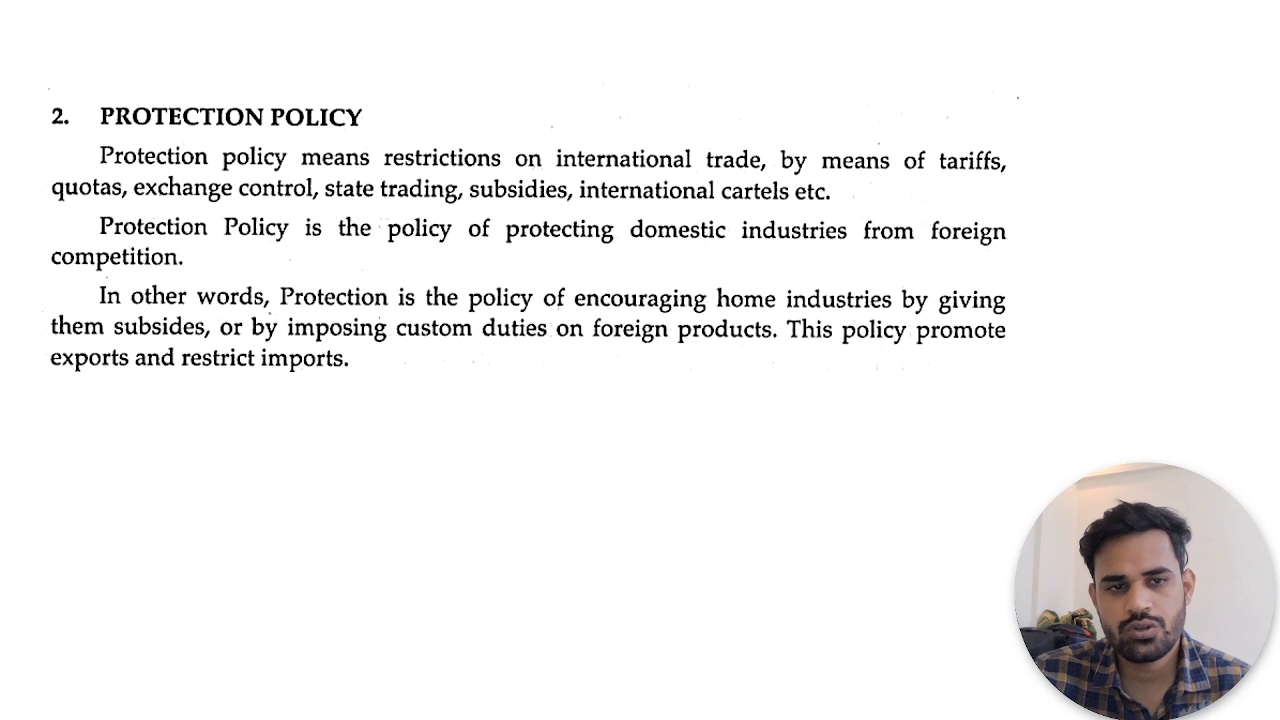 2. PROTECTION POLICY
Protection policy means restrictions on international trade, by means of tariffs,
quotas, exchange control, state trading, subsidies, international cartels etc.
Protection Policy is the policy of protecting domestic industries from foreign
competition.
In other words, Protection is the policy of encouraging home industries by giving
them subsides, or by imposing custom duties on foreign products. This policy promote
exports and restrict imports.